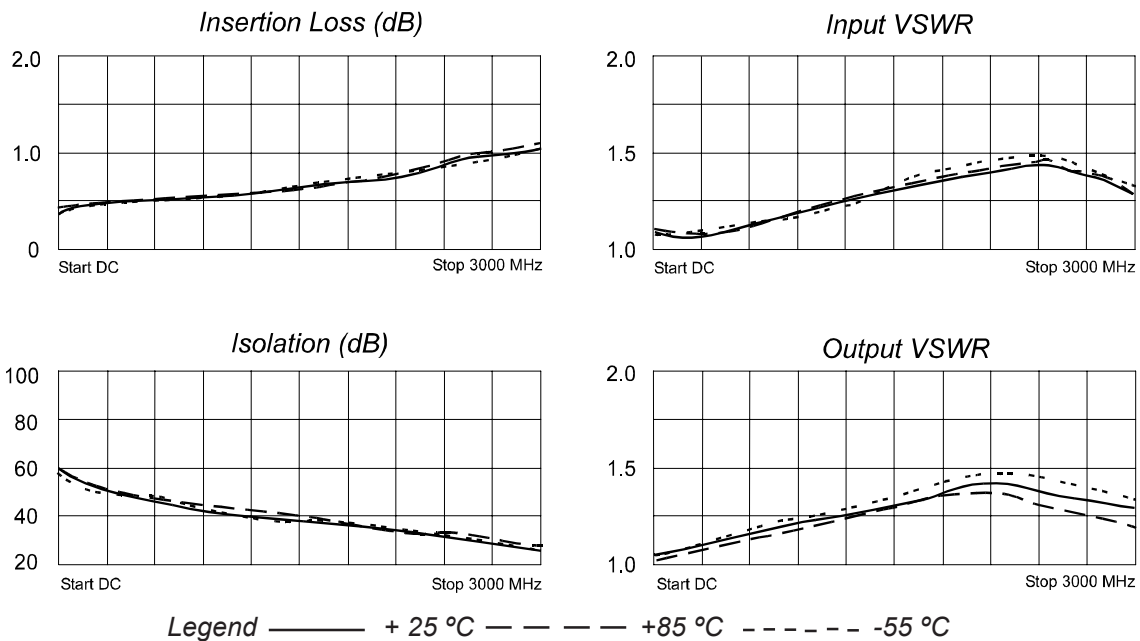 Insertion Loss (dB)
2.0
1.0
0
Start DC
Stop 3000 MHz
Input VSWR
2.0
1.5
1.0
Start DC
Stop 3000 MHz
Isolation (dB)
100
80
60
40
20
Start DC
Stop 3000 MHz
Output VSWR
2.0
1.5
1.0
Start DC
Stop 3000 MHz
Legend + 25 ºC +85 ºC -55 ºC